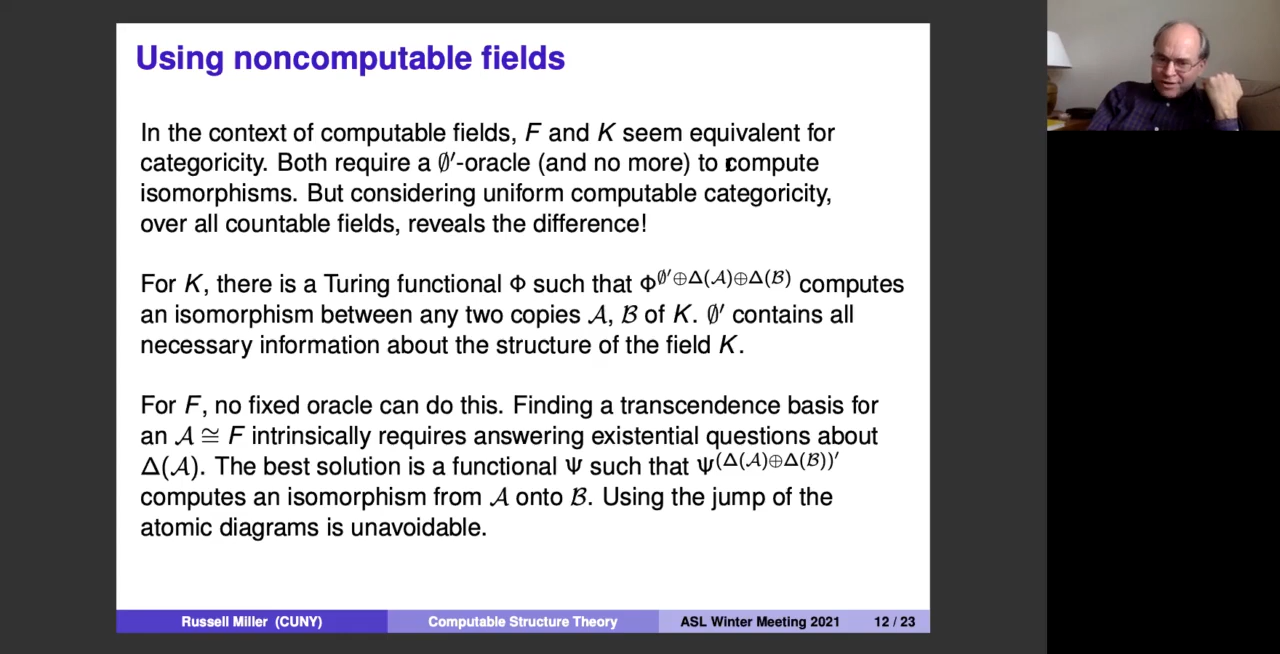 Using noncomputable fields
In the context of computable fields, F and K seem equivalent for
categoricity. Both require a ∅′-oracle (and no more) to compute
isomorphisms. But considering uniform computable categoricity,
over all countable fields, reveals the difference!
For K, there is a Turing functional Φ such that Φ^{∅′⊕Δ(𝒜)⊕Δ(ℬ)} computes
an isomorphism between any two copies 𝒜, ℬ of K. ∅′ contains all
necessary information about the structure of the field K.
For F, no fixed oracle can do this. Finding a transcendence basis for
an 𝒜 ≅ F intrinsically requires answering existential questions about
Δ(𝒜). The best solution is a functional Ψ such that Ψ^{(Δ(𝒜)⊕Δ(ℬ))′}
computes an isomorphism from 𝒜 onto ℬ. Using the jump of the
atomic diagrams is unavoidable.
Russell Miller (CUNY) Computable Structure Theory ASL Winter Meeting 2021 12 / 23